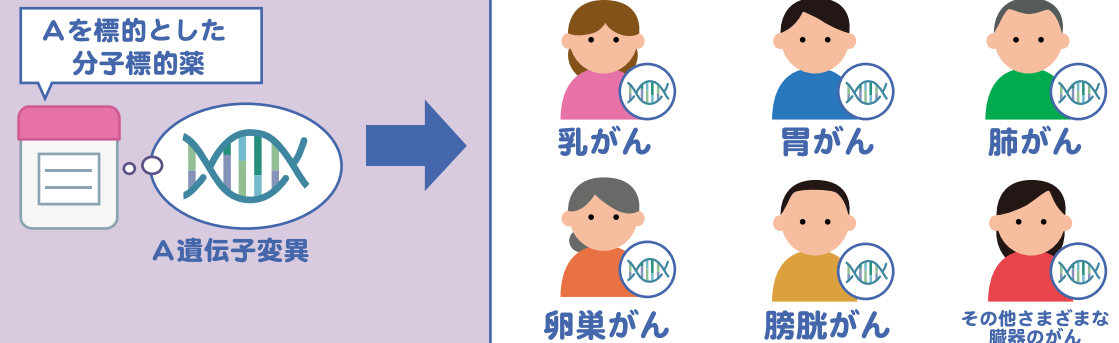 Aを標的とした
分子標的薬
A遺伝子変異
乳がん
胃がん
肺がん
卵巣がん
膀胱がん
その他さまざまな
臓器のがん